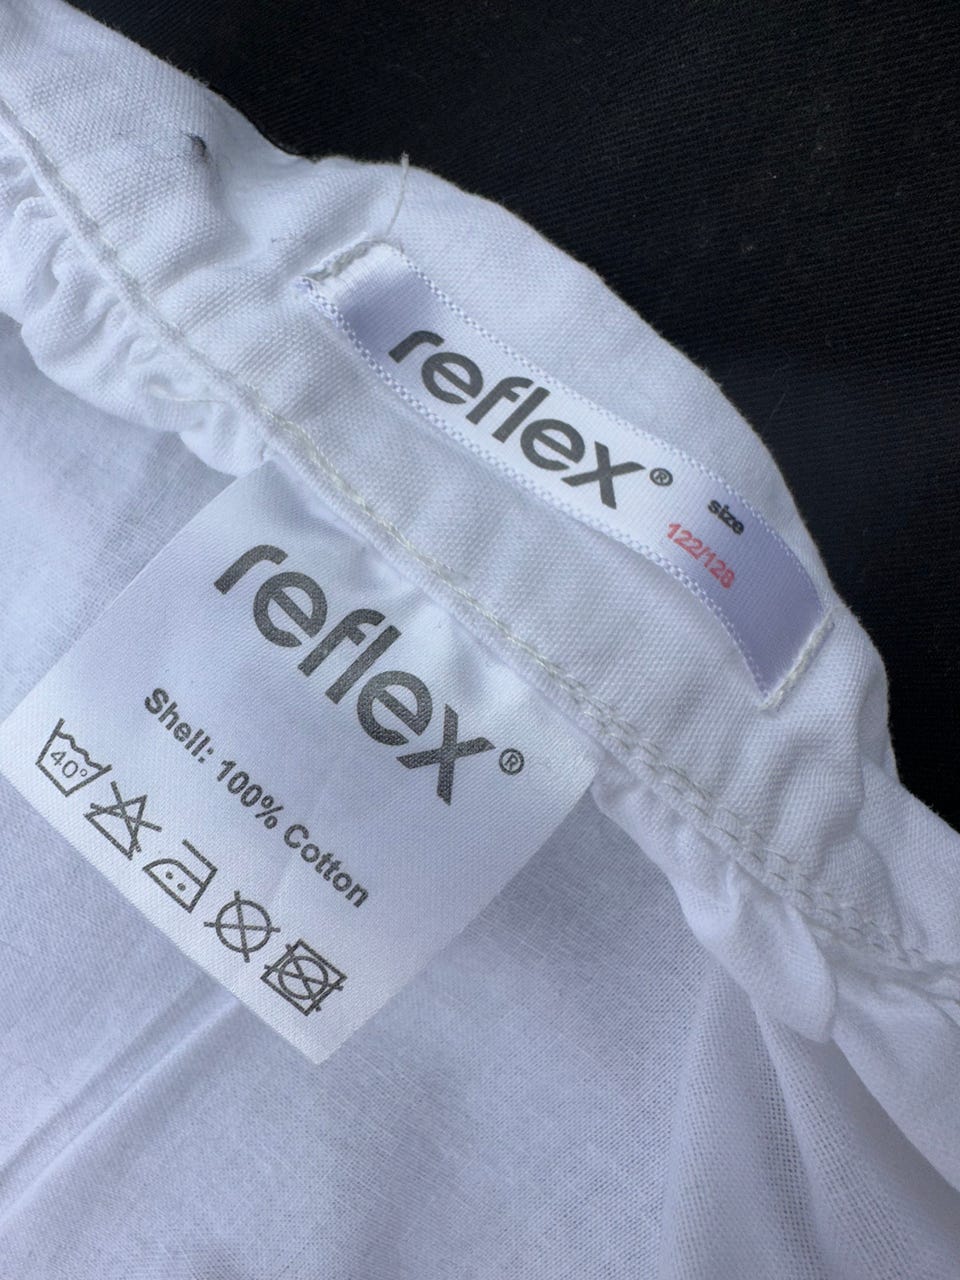 reflex®
size
122/128
reflex®
Shell: 100% Cotton
40°